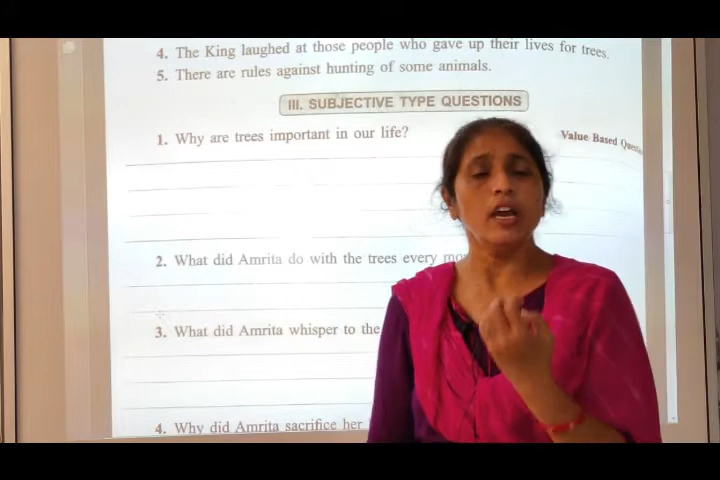 4. The King laughed at those people who gave up their lives for trees.
5. There are rules against hunting of some animals.
III. SUBJECTIVE TYPE QUESTIONS
1. Why are trees important in our life?
Value Based
2. What did Amrita do with the trees every
3. What did Amrita whisper to the
4. Why did Amrita sacrifice her